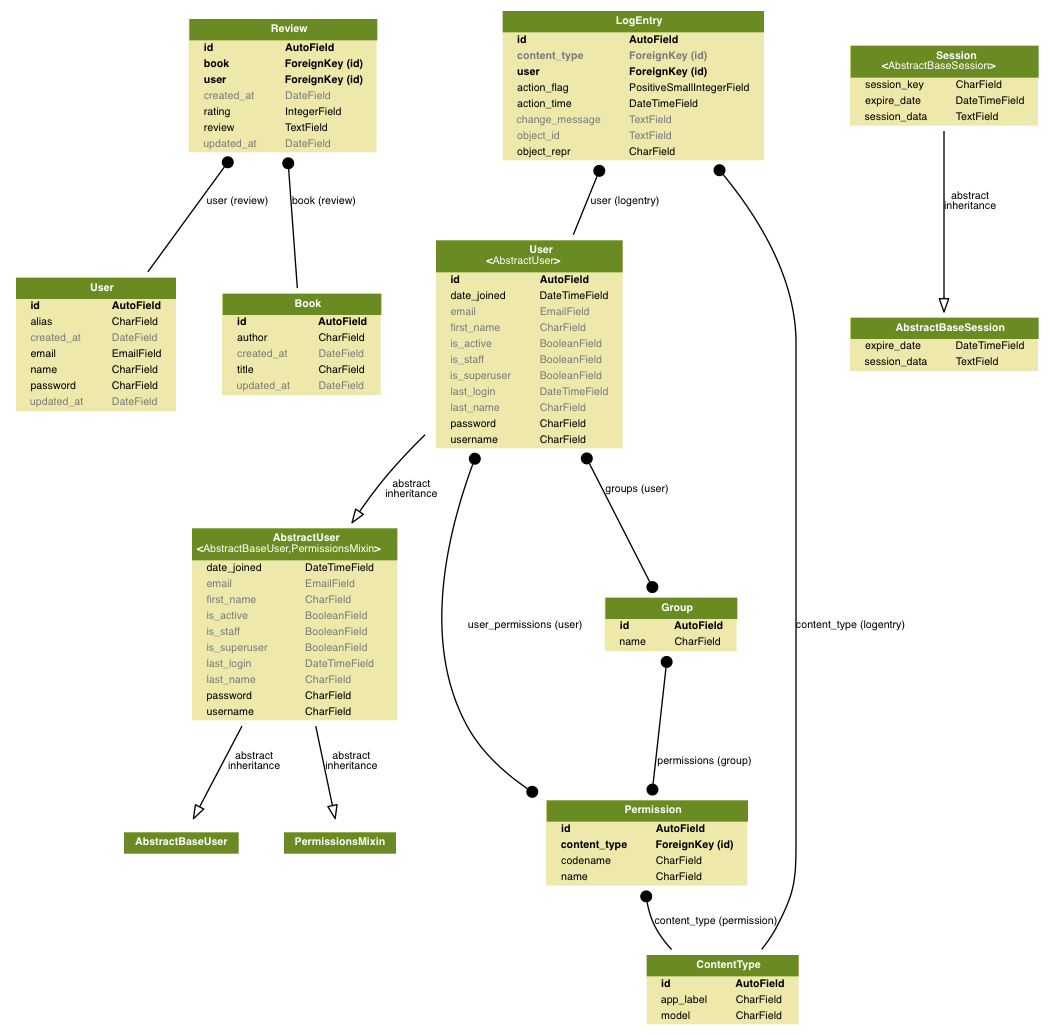 Review
id AutoField
book ForeignKey (id)
user ForeignKey (id)
created_at DateField
rating IntegerField
review TextField
updated_at DateField
LogEntry
id AutoField
content_type ForeignKey (id)
user ForeignKey (id)
action_flag PositiveSmallIntegerField
action_time DateTimeField
change_message TextField
object_id TextField
object_repr CharField
Session
<AbstractBaseSession>
session_key CharField
expire_date DateTimeField
session_data TextField
user (review)
book (review)
user (logentry)
abstract
inheritance
User
id AutoField
alias CharField
created_at DateField
email EmailField
name CharField
password CharField
updated_at DateField
Book
id AutoField
author CharField
created_at DateField
title CharField
updated_at DateField
User
<AbstractUser>
id AutoField
date_joined DateTimeField
email EmailField
first_name CharField
is_active BooleanField
is_staff BooleanField
is_superuser BooleanField
last_login DateTimeField
last_name CharField
password CharField
username CharField
AbstractBaseSession
expire_date DateTimeField
session_data TextField
abstract
inheritance
groups (user)
AbstractUser
<AbstractBaseUser,PermissionsMixin>
date_joined DateTimeField
email EmailField
first_name CharField
is_active BooleanField
is_staff BooleanField
is_superuser BooleanField
last_login DateTimeField
last_name CharField
password CharField
username CharField
user_permissions (user)
Group
id AutoField
name CharField
content_type (logentry)
abstract
inheritance
abstract
inheritance
permissions (group)
AbstractBaseUser
PermissionsMixin
Permission
id AutoField
content_type ForeignKey (id)
codename CharField
name CharField
content_type (permission)
ContentType
id AutoField
app_label CharField
model CharField